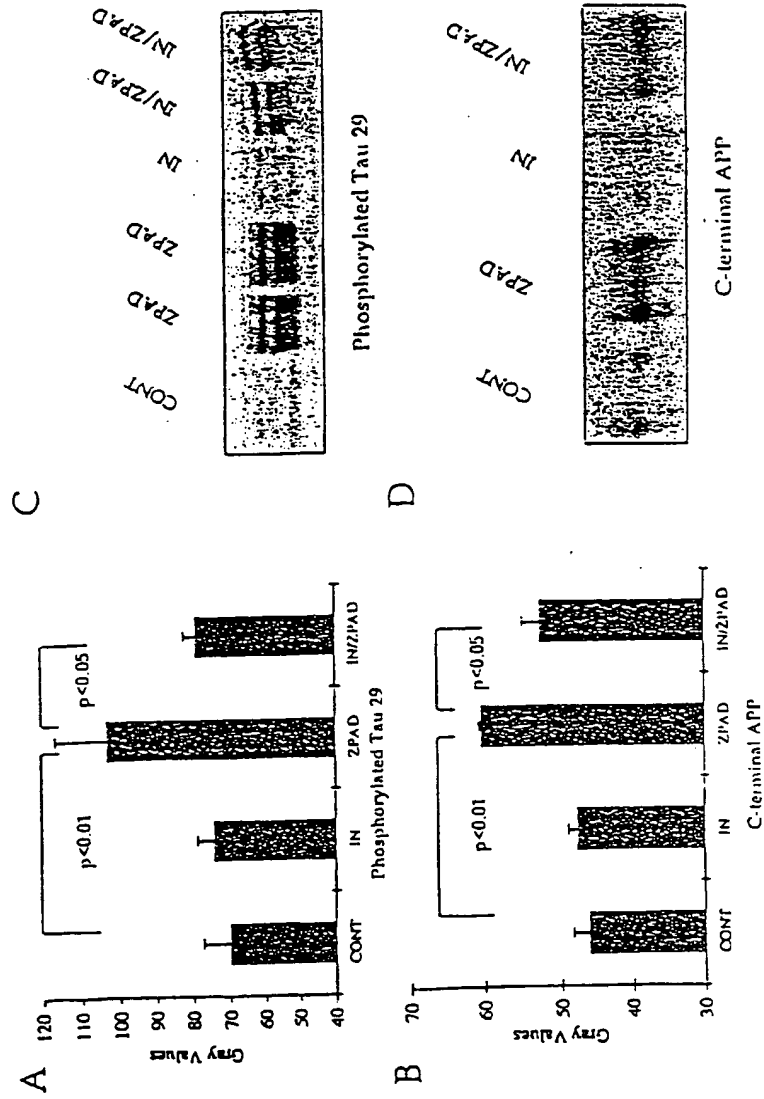 A
Gray Values
120
110
100
90
80
70
60
50
40
p<0.01
p<0.05
CONT
IN
ZPAD
IN/ZPAD
Phosphorylated Tau 29
B
Gray Values
70
60
50
40
30
p<0.01
p<0.05
CONT
IN
ZPAD
IN/ZPAD
C-terminal APP
C
CONT
ZPAD
ZPAD
IN
IN/ZPAD
IN/ZPAD
Phosphorylated Tau 29
D
CONT
ZPAD
IN
IN/ZPAD
C-terminal APP